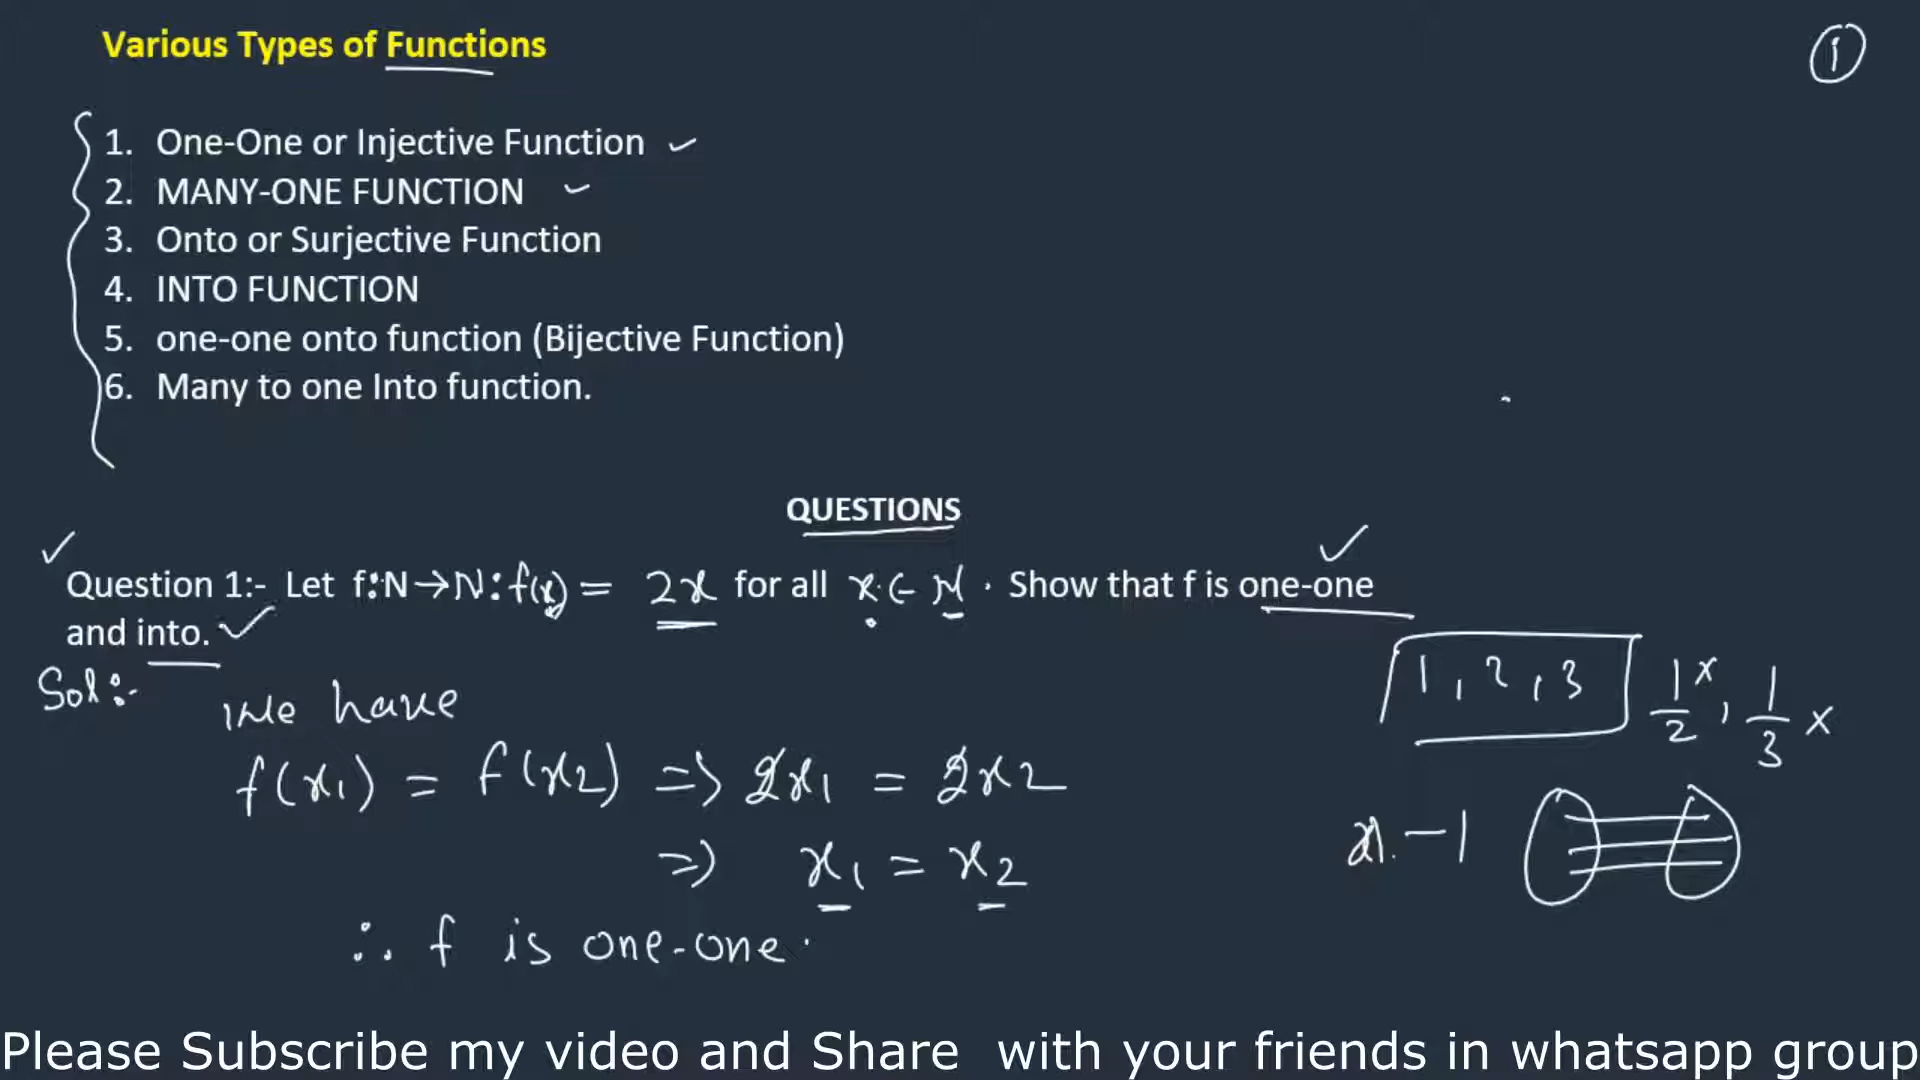 Various Types of Functions
1
1. One-One or Injective Function
2. MANY-ONE FUNCTION
3. Onto or Surjective Function
4. INTO FUNCTION
5. one-one onto function (Bijective Function)
6. Many to one Into function.
QUESTIONS
Question 1:- Let f:N→N:f(x) = 2x for all x ∈ N. Show that f is one-one
and into.
Sol:-
We have
1, 2, 3
1/2 x, 1/3 x
f(x₁) = f(x₂) => 2x₁ = 2x₂
=> x₁ = x₂
-1
∴ f is one-one.
Please Subscribe my video and Share with your friends in whatsapp group